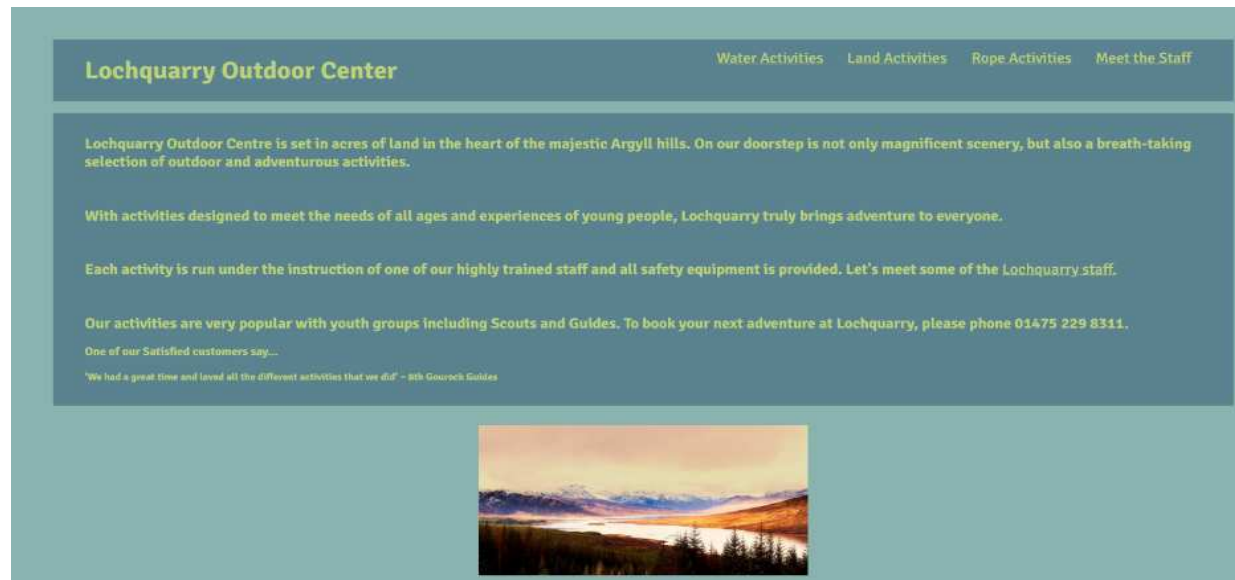 Lochquarry Outdoor Center
Water Activities Land Activities Rope Activities Meet the Staff
Lochquarry Outdoor Centre is set in acres of land in the heart of the majestic Argyll hills. On our doorstep is not only magnificent scenery, but also a breath-taking
selection of outdoor and adventurous activities.
With activities designed to meet the needs of all ages and experiences of young people, Lochquarry truly brings adventure to everyone.
Each activity is run under the instruction of one of our highly trained staff and all safety equipment is provided. Let's meet some of the Lochquarry staff.
Our activities are very popular with youth groups including Scouts and Guides. To book your next adventure at Lochquarry, please phone 01475 229 8311.
One of our Satisfied customers say...
'We had a great time and loved all the different activities that we did' – 8th Gourock Guides